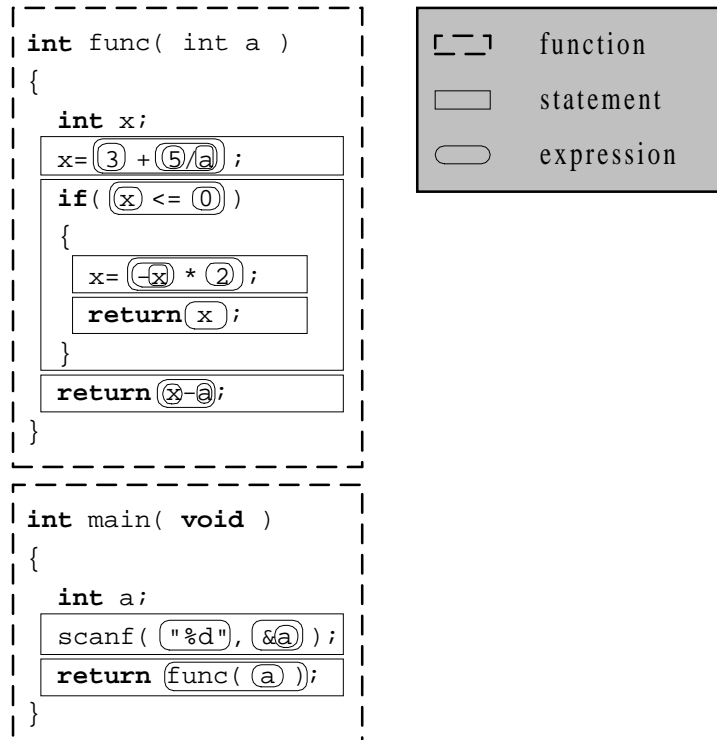 int func( int a )
{
int x;
x= 3 + 5/a ;
if( x <= 0 )
{
x= -x * 2 ;
return x ;
}
return x-a;
}
int main( void )
{
int a;
scanf( "%d", &a );
return func( a );
}
function
statement
expression